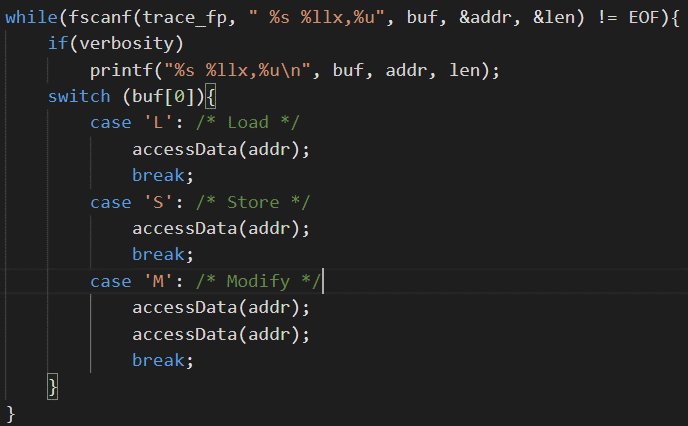 while(fscanf(trace_fp, " %s %llx,%u", buf, &addr, &len) != EOF){
    if(verbosity)
        printf("%s %llx,%u\n", buf, addr, len);
    switch (buf[0]){
        case 'L': /* Load */
            accessData(addr);
            break;
        case 'S': /* Store */
            accessData(addr);
            break;
        case 'M': /* Modify */
            accessData(addr);
            accessData(addr);
            break;
    }
}